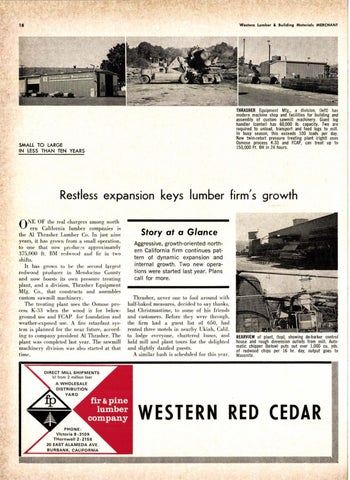 18
Western Lumber & Building Materials MERCHANT
THRASHER Equipment Mfg., a division, (left) has
modern machine shop and facilities for building and
assembly of custom sawmill machinery. Giant log
handler (center) has 60,000 lb. capacity. Two are
required to unload, transport and feed logs to mill.
In busy season, this exceeds 100 loads per day.
New twin-retort pressure treating plant (right) uses
Osmose process K-33 and FCAP, can treat up to
150,000 ft. BM in 24 hours.
SMALL TO LARGE
IN LESS THAN TEN YEARS
Restless expansion keys lumber firm's growth
ONE OF the real chargers among north
ern California lumber companies is
the Al Thrasher Lumber Co. In just nine
years, it has grown from a small operation,
to one that now produces approximately
375,000 ft. BM redwood and fir in two
shifts.
It has grown to be the second largest
redwood producer in Mendocino County
and now boasts its own pressure treating
plant, and a division, Thrasher Equipment
Mfg. Co., that constructs and assembles
custom sawmill machinery.
The treating plant uses the Osmose pro-
cess K-33 when the wood is for below-
ground use and FCAP for foundation and
weather-exposed use. A fire retardent sys-
tem is planned for the near future, accord-
ing to company president Al Thrasher. The
plant was completed last year. The sawmill
machinery division was also started at that
time.
Story at a Glance
Aggressive, growth-oriented north-
ern California firm continues pat-
tern of dynamic expansion and
internal growth. Two new opera-
tions were started last year. Plans
call for more.
Thrasher, never one to fool around with
half-baked measures, decided to say thanks,
last Christmastime, to some of his friends
and customers. Before they were through,
the firm had a guest list of 650, had
rented three motels in nearby Ukiah, Calif.
to lodge everyone, chartered buses, and
held mill and plant tours for the delighted
and slightly dazzled guests.
A similar bash is scheduled for this year.
REARVIEW of plant, (top), showing de-barker control
house and rough dimension outlets from mill. Auto-
matic chipper (below) puts out over 1,000 cu. yds.
of redwood chips per 16 hr. day, output goes to
Masonite.
DIRECT MILL SHIPMENTS
A WHOLESALE
DISTRIBUTION
YARD
fp
fir & pine
lumber
company
PHONE:
Victoria 9-3109
THornwall 2-2158
20 EAST ALAMEDA AVE.
BURBANK, CALIFORNIA
WESTERN RED CEDAR